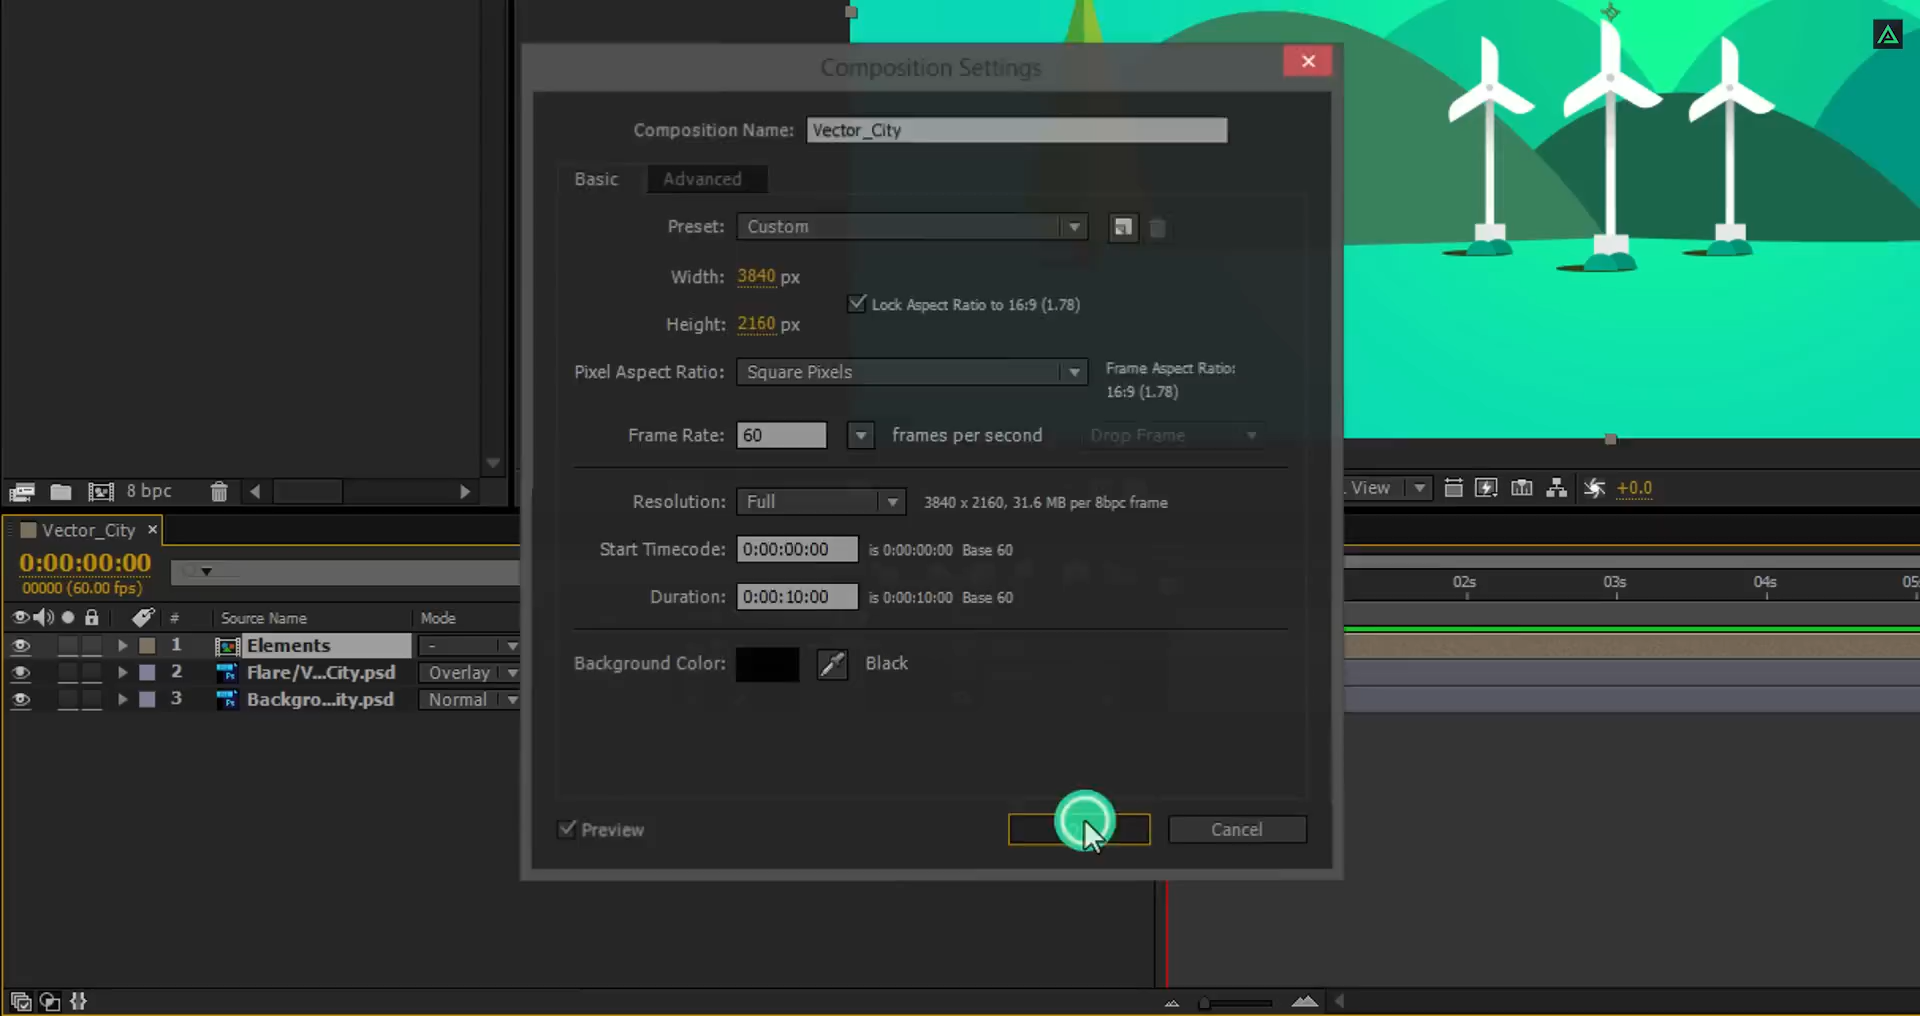 Composition Settings
Composition Name: Vector_City
Basic
Advanced
Preset: Custom
Width: 3840 px
Lock Aspect Ratio to 16:9 (1.78)
Height: 2160 px
Pixel Aspect Ratio: Square Pixels
Frame Aspect Ratio:
16:9 (1.78)
Frame Rate: 60 frames per second Drop Frame
Resolution: Full 3840 x 2160, 31.6 MB per 8bpc frame
Start Timecode: 0:00:00:00 is 0:00:00:00 Base 60
Duration: 0:00:10:00 is 0:00:10:00 Base 60
Background Color: Black
Preview
Cancel
8 bpc
View +0.0
Vector_City
0:00:00:00
00000 (60.00 fps)
# Source Name Mode
1 Elements -
2 Flare/V...City.psd Overlay
3 Backgro...ity.psd Normal
02s 03s 04s